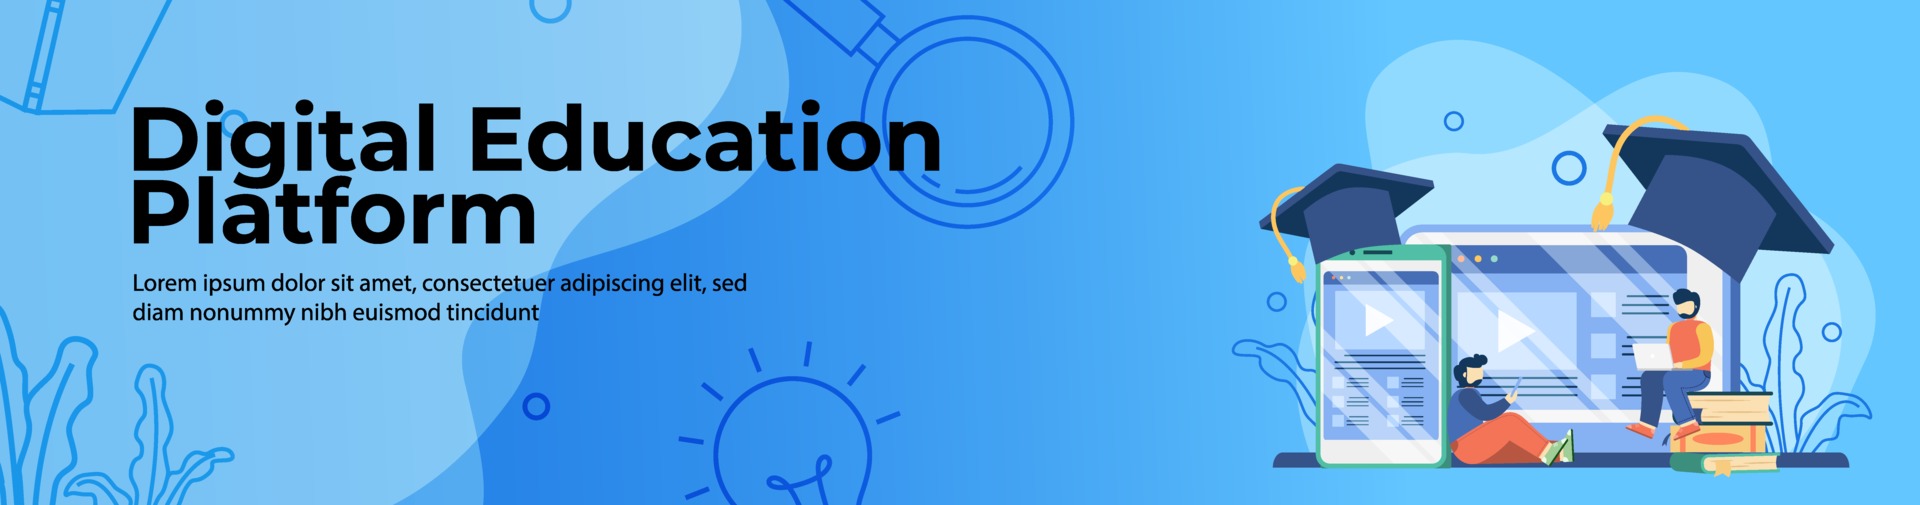 Digital Education
Platform
Lorem ipsum dolor sit amet, consectetuer adipiscing elit, sed
diam nonummy nibh euismod tincidunt